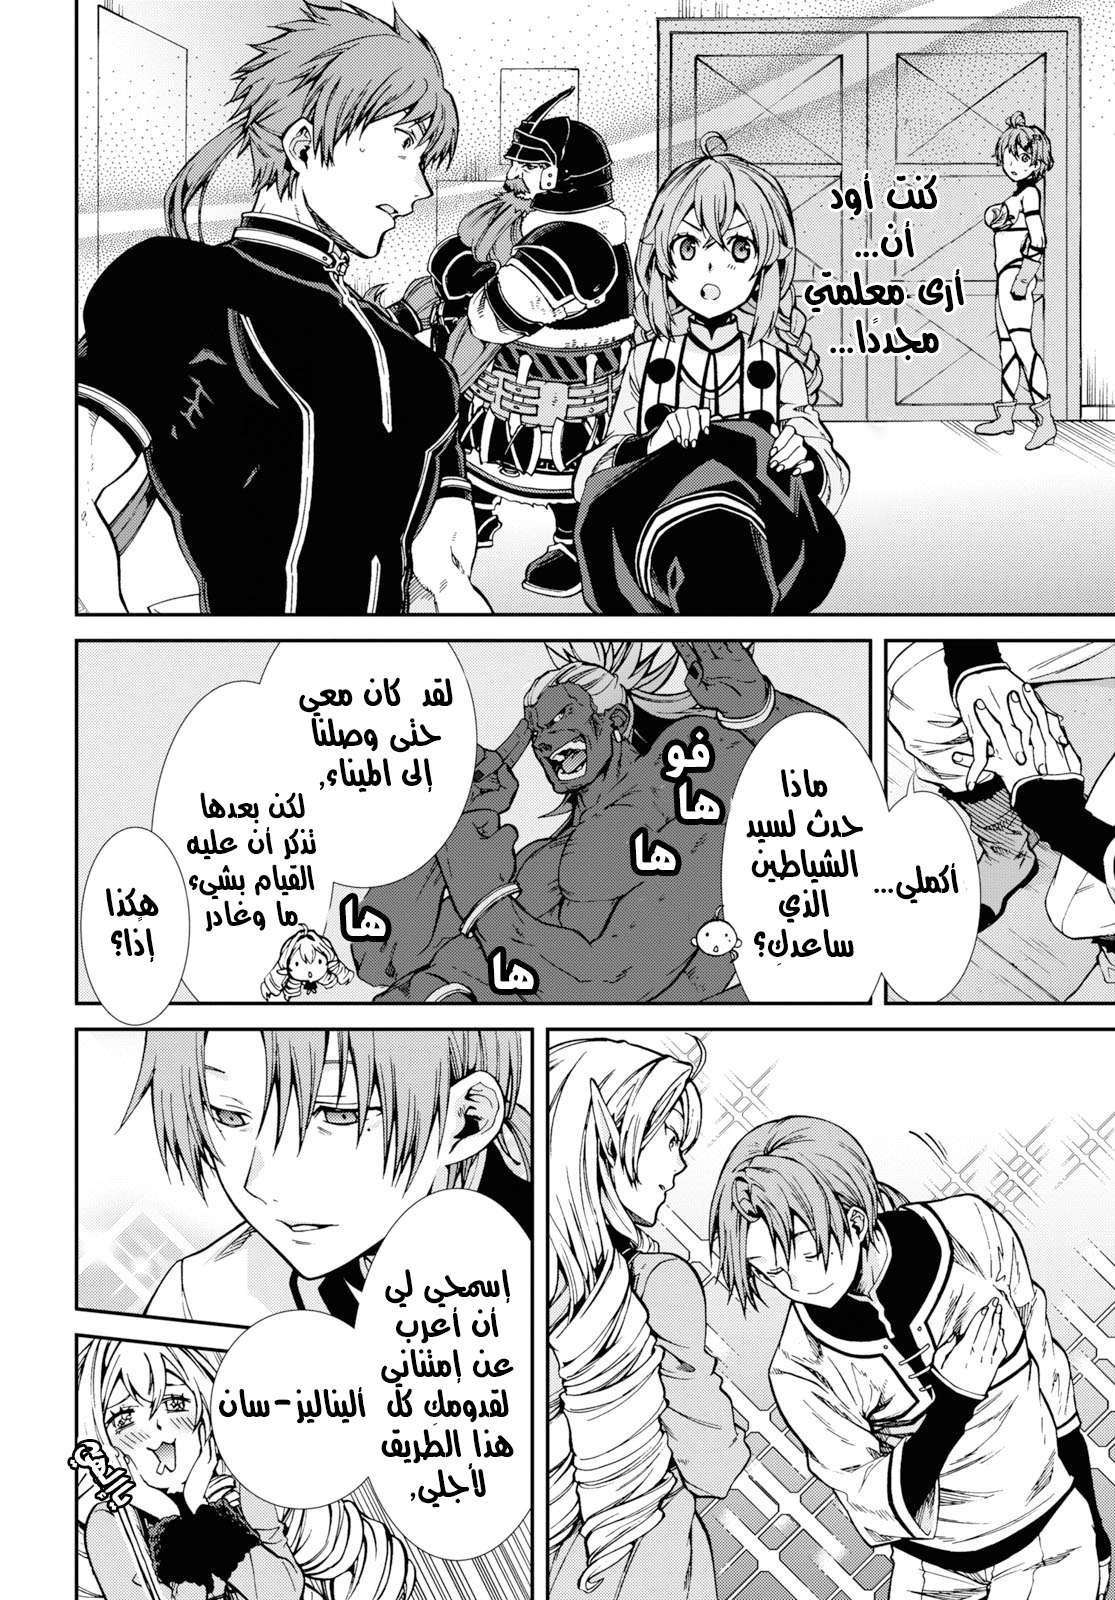 كنت أود
أن...
أرى معلمتي
مجددًا...
أكملي...
ماذا
حدث لسيد
الشياطين
الذي
ساعدكِ؟
فو
ها
ها
ها
ها
لقد كان معي
حتى وصلنا
إلى الميناء,
لكن بعدها
تذكر أن عليه
القيام بشيء
ما وغادر
هكذا
إذًا؟
إسمحي لي
أن أعرب
عن إمتناني
لقدومكِ كل
هذا الطريق
لأجلي,
أليناليز-سان